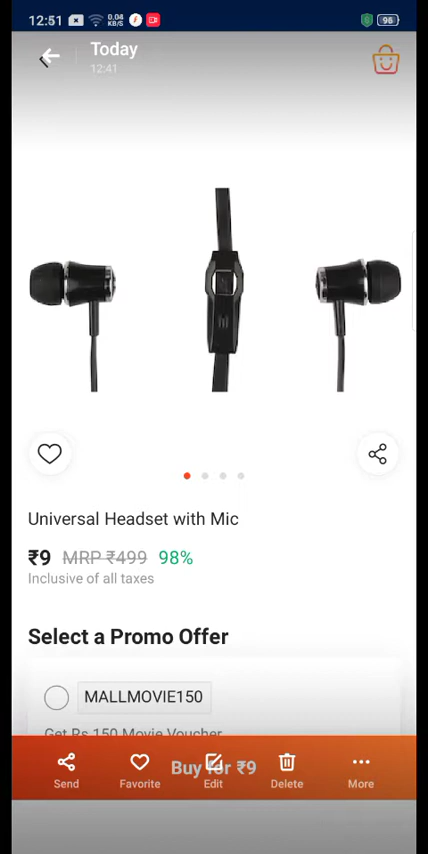 12:51 0.04 KB/S 96
Today
12:41
Universal Headset with Mic
₹9 MRP ₹499 98%
Inclusive of all taxes
Select a Promo Offer
MALLMOVIE150
Get Rs 150 Movie Voucher
Buy for ₹9
Send Favorite Edit Delete More